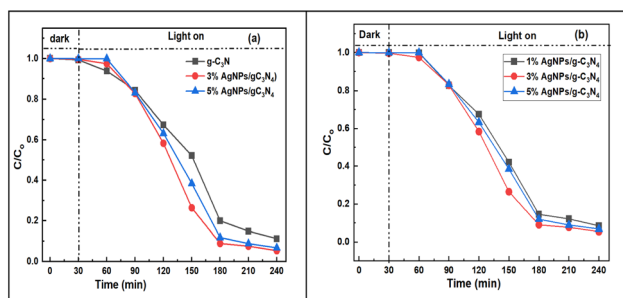 dark
Light on
(a)
g-C3N
3% AgNPs/gC3N4)
5% AgNPs/gC3N4
C/Co
1.0
0.8
0.6
0.4
0.2
0.0
0 30 60 90 120 150 180 210 240
Time (min)
Dark
Light on
(b)
1% AgNPs/g-C3N4
3% AgNPs/g-C3N4
5% AgNPs/g-C3N4
C/Co
1.0
0.8
0.6
0.4
0.2
0.0
0 30 60 90 120 150 180 210 240
Time (min)